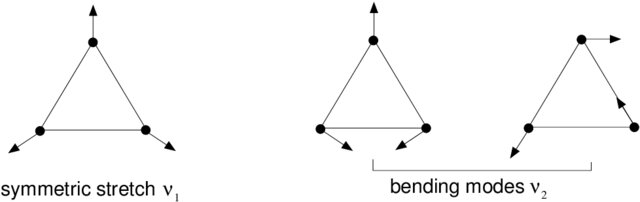 symmetric stretch ν₁
bending modes ν₂